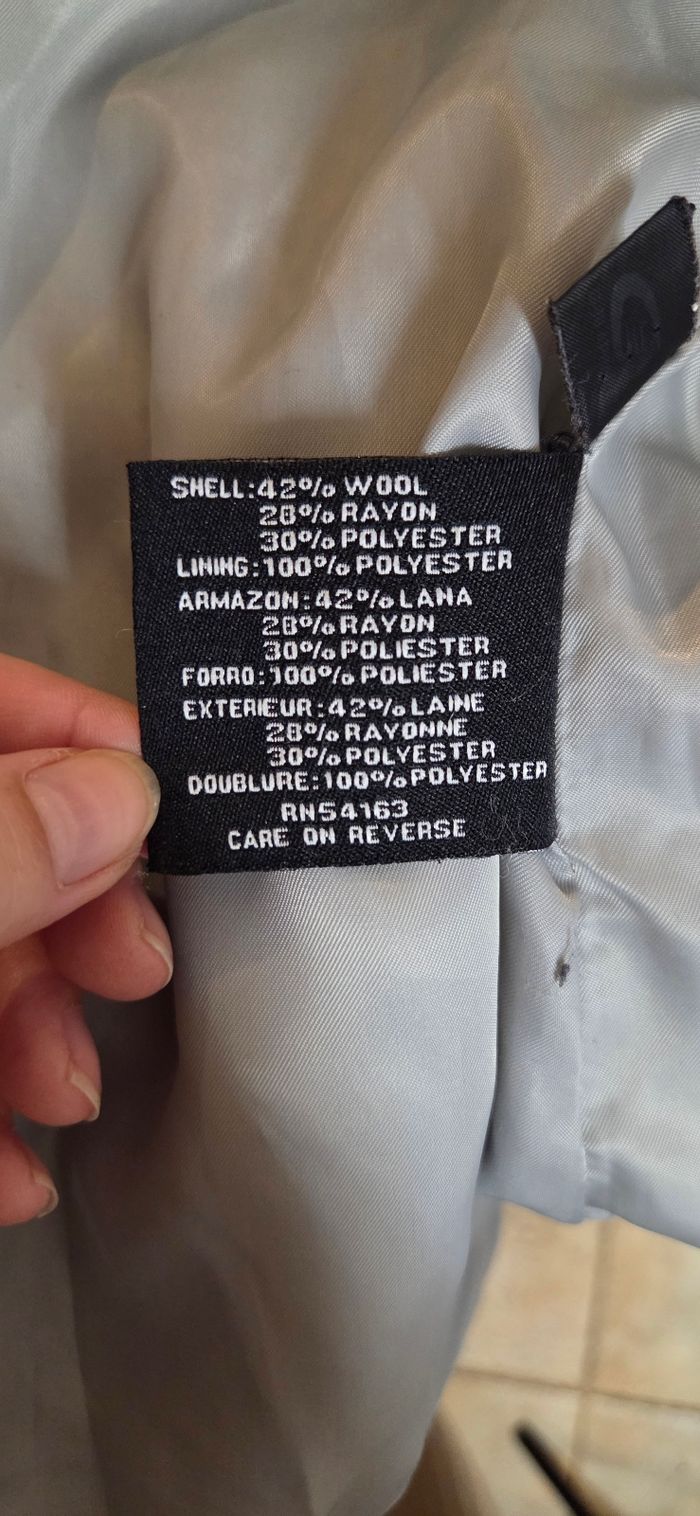 SHELL:42% WOOL
28% RAYON
30% POLYESTER
LINING:100% POLYESTER
ARMAZON:42% LANA
28% RAYON
30% POLIESTER
FORRO:100% POLIESTER
EXTERIEUR:42% LAINE
28% RAYONNE
30% POLYESTER
DOUBLURE:100% POLYESTER
RN54163
CARE ON REVERSE